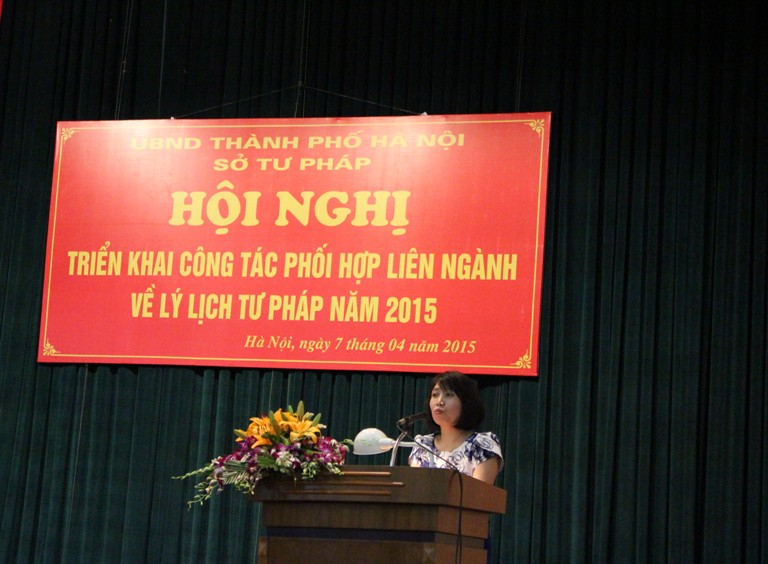 UBND THÀNH PHỐ HÀ NỘI
SỞ TƯ PHÁP
HỘI NGHỊ
TRIỂN KHAI CÔNG TÁC PHỐI HỢP LIÊN NGÀNH
VỀ LÝ LỊCH TƯ PHÁP NĂM 2015
Hà Nội, ngày 7 tháng 04 năm 2015